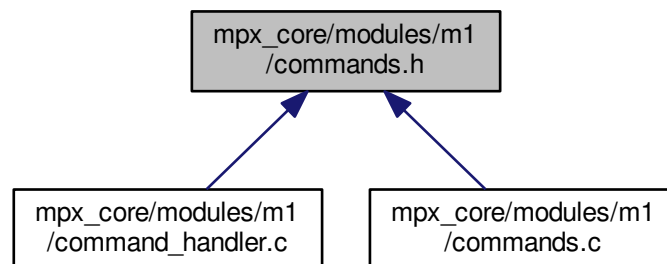 mpx_core/modules/m1
/commands.h
mpx_core/modules/m1
/command_handler.c
mpx_core/modules/m1
/commands.c